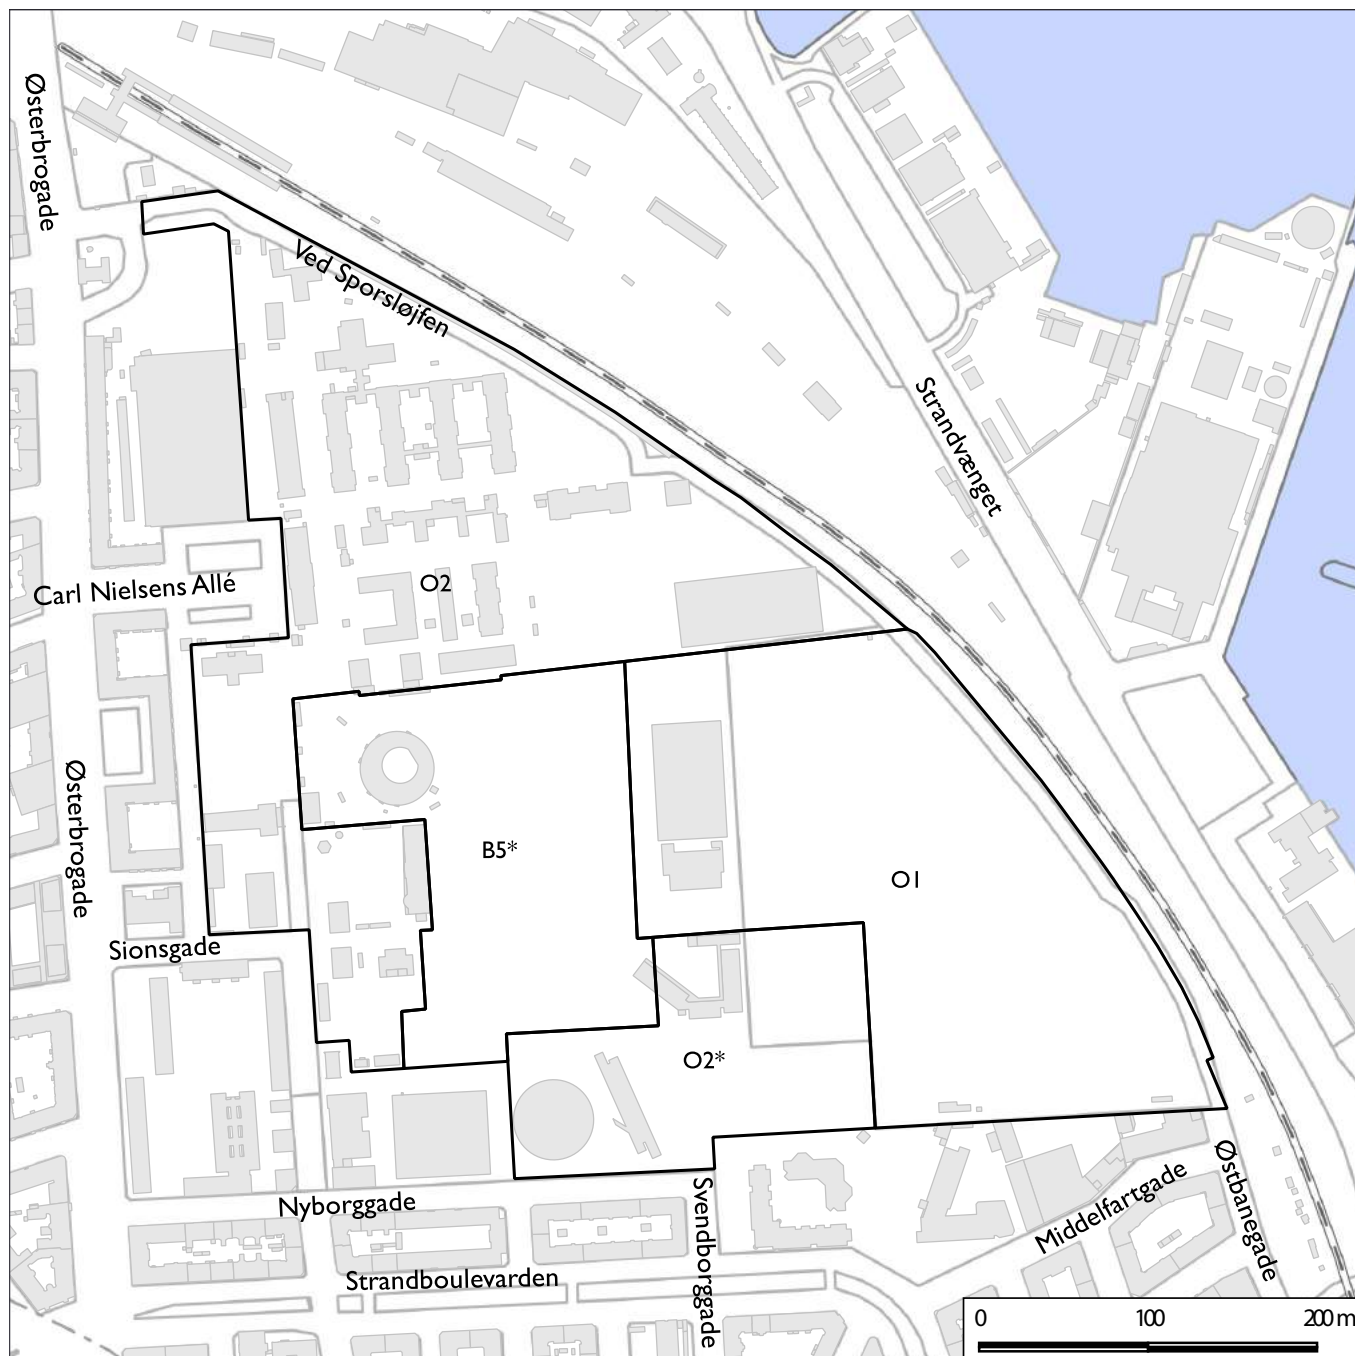 Østerbrogade
Ved Sporsløjfen
Strandvænget
Carl Nielsens Allé
O2
Østerbrogade
B5*
O1
Sionsgade
O2*
Nyborggade
Svendborggade
Middelfartgade
Østbanegade
Strandboulevarden
0 100 200 m